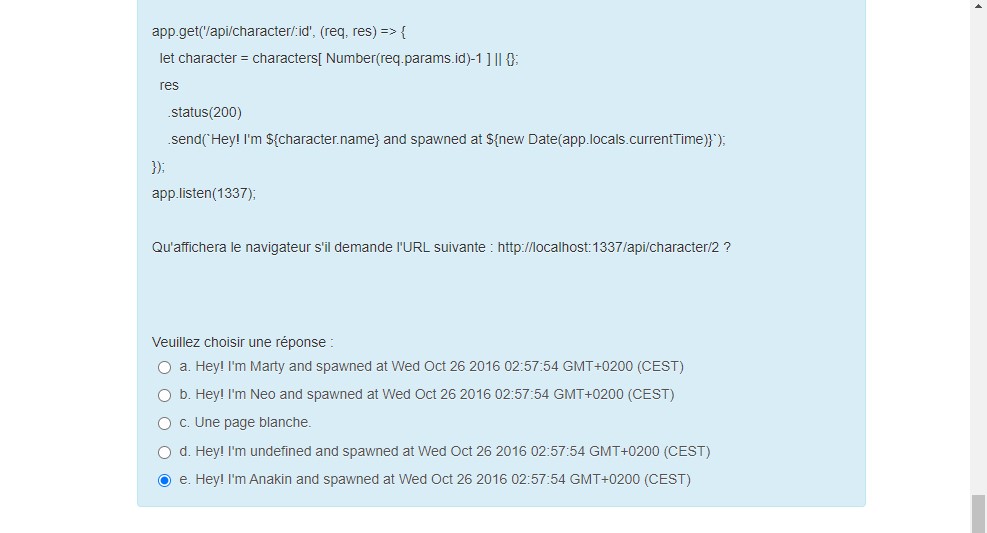 app.get('/api/character/:id', (req, res) => {
let character = characters[ Number(req.params.id)-1 ] || {};
res
.status(200)
.send(`Hey! I'm ${character.name} and spawned at ${new Date(app.locals.currentTime)}`);
});
app.listen(1337);
Qu'affichera le navigateur s'il demande l'URL suivante : http://localhost:1337/api/character/2 ?
Veuillez choisir une réponse :
a. Hey! I'm Marty and spawned at Wed Oct 26 2016 02:57:54 GMT+0200 (CEST)
b. Hey! I'm Neo and spawned at Wed Oct 26 2016 02:57:54 GMT+0200 (CEST)
c. Une page blanche.
d. Hey! I'm undefined and spawned at Wed Oct 26 2016 02:57:54 GMT+0200 (CEST)
e. Hey! I'm Anakin and spawned at Wed Oct 26 2016 02:57:54 GMT+0200 (CEST)